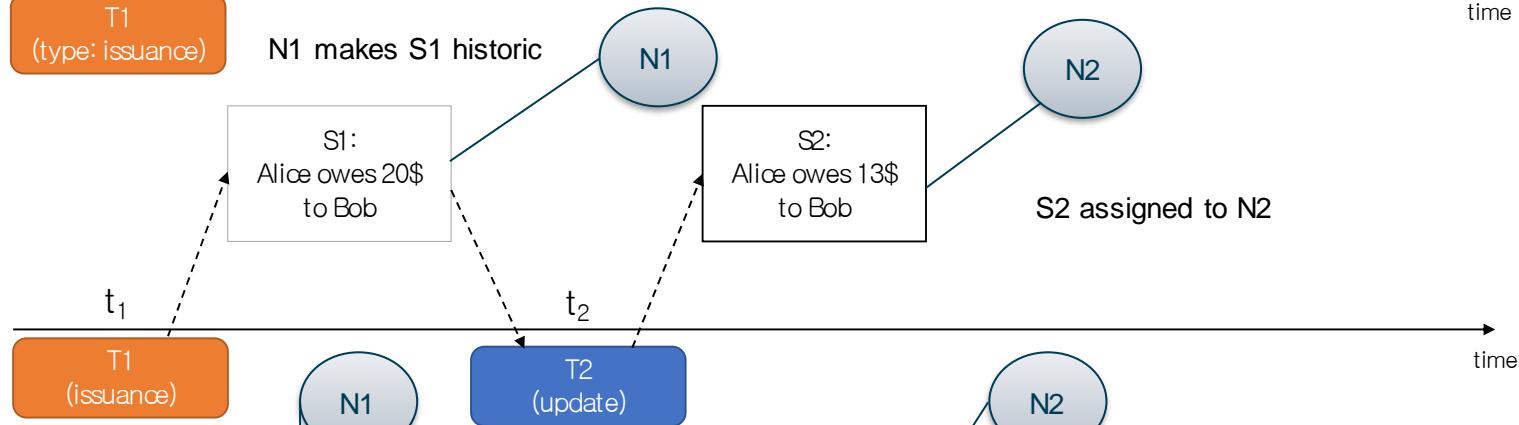 T1
(type: issuance)
time
N1 makes S1 historic
N1
N2
S1:
Alice owes 20$
to Bob
S2:
Alice owes 13$
to Bob
S2 assigned to N2
t1
t2
time
T1
(issuance)
T2
(update)
N1
N2